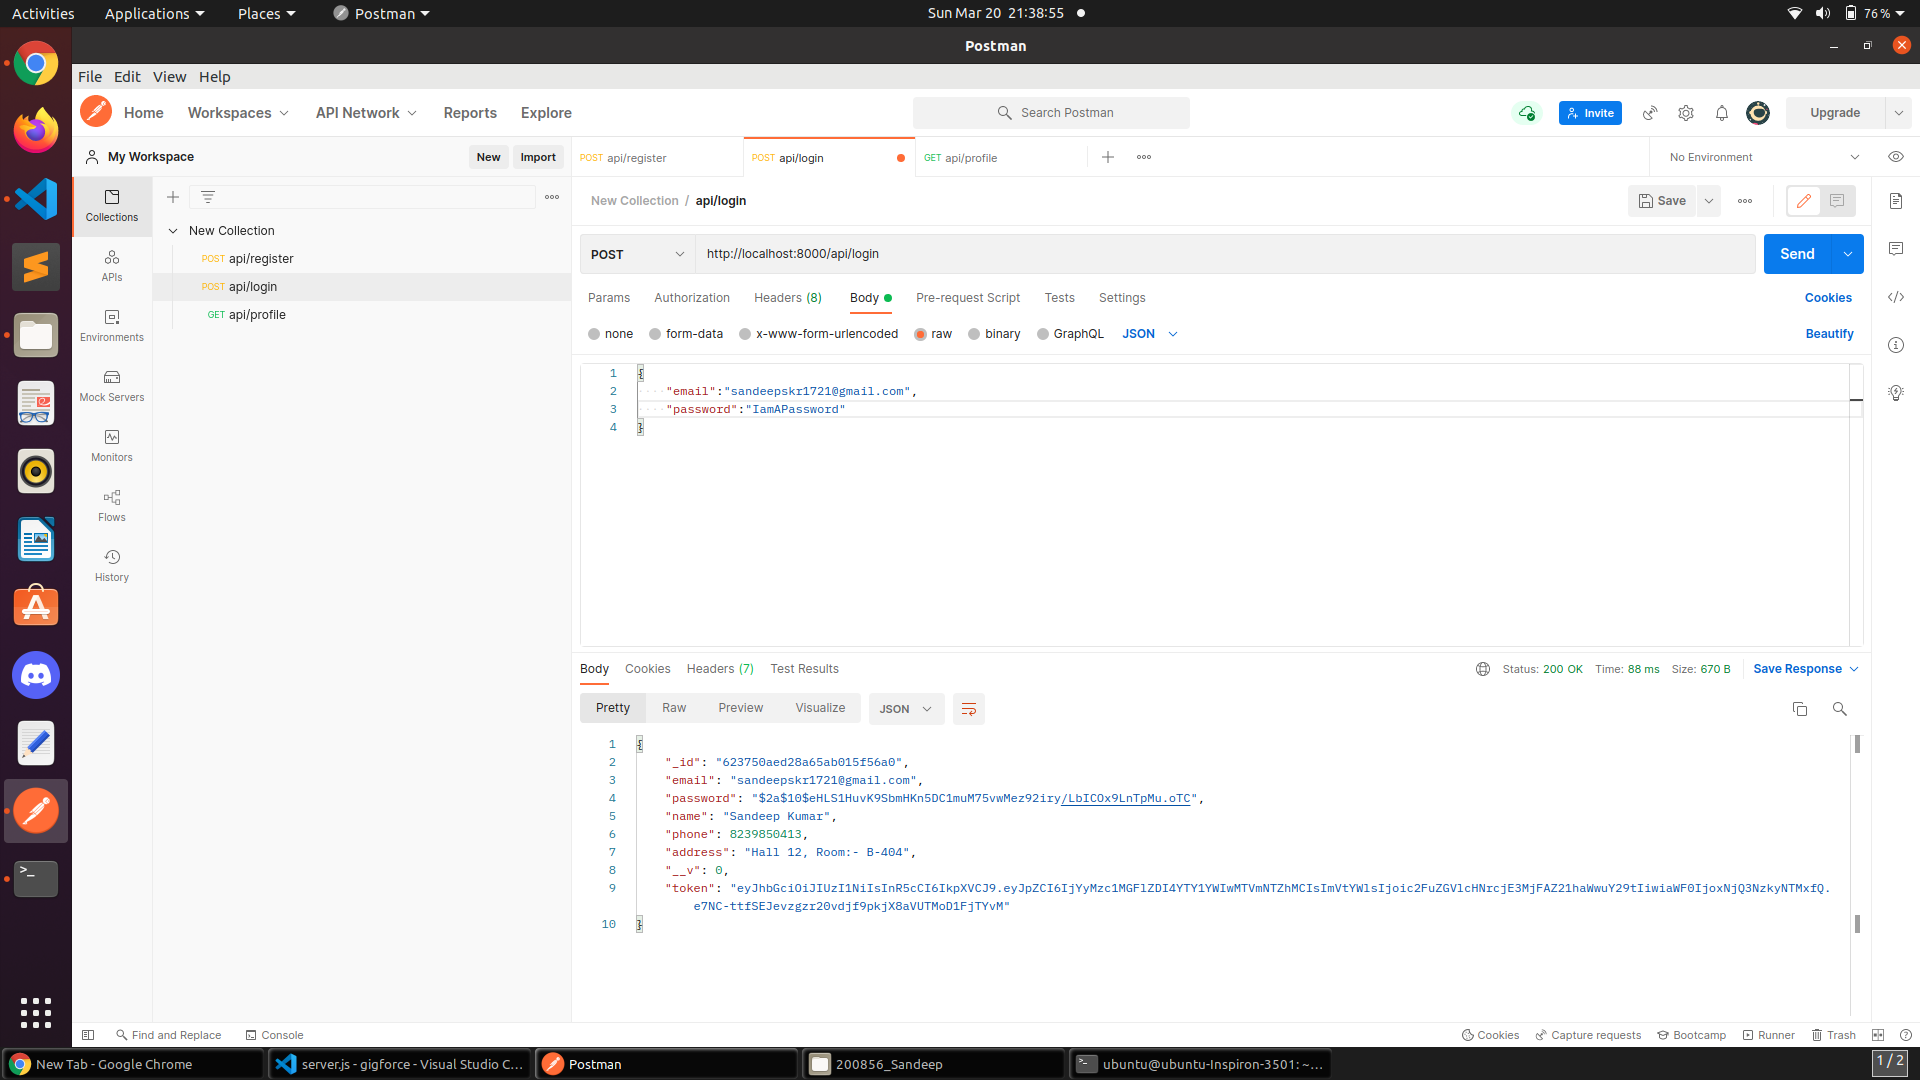 Activities Applications Places Postman Sun Mar 20 21:38:55 76%
Postman
File Edit View Help
Home Workspaces API Network Reports Explore Search Postman Invite Upgrade
My Workspace New Import
POST api/register POST api/login GET api/profile No Environment
New Collection / api/login Save
Collections
APIs
Environments
Mock Servers
Monitors
Flows
History
New Collection
POST api/register
POST api/login
GET api/profile
POST http://localhost:8000/api/login Send
Params Authorization Headers (8) Body Pre-request Script Tests Settings Cookies
none form-data x-www-form-urlencoded raw binary GraphQL JSON Beautify
1 {
2 "email":"sandeepskr1721@gmail.com",
3 "password":"IamAPassword"
4 }
Body Cookies Headers (7) Test Results Status: 200 OK Time: 88 ms Size: 670 B Save Response
Pretty Raw Preview Visualize JSON
1 {
2 "_id": "623750aed28a65ab015f56a0",
3 "email": "sandeepskr1721@gmail.com",
4 "password": "$2a$10$eHLS1HuvK9SbmHKn5DC1muM75vwMez92iry/LbICOx9LnTpMu.oTC",
5 "name": "Sandeep Kumar",
6 "phone": 8239850413,
7 "address": "Hall 12, Room:- B-404",
8 "__v": 0,
9 "token": "eyJhbGciOiJIUzI1NiIsInR5cCI6IkpXVCJ9.eyJpZCI6IjYyMzc1MGFlZDI4YTY1YWIwMTVmNTZhMCIsImVtYWlsIjoic2FuZGVlcHNrcjE3MjFAZ21haWwuY29tIiwiaWF0IjoxNjQ3NzkyNTMxfQ.
e7NC-ttfSEJevzgzr20vdjf9pkjX8aVUTMoD1FjTYvM"
10 }
Find and Replace Console Cookies Capture requests Bootcamp Runner Trash
New Tab - Google Chrome server.js - gigforce - Visual Studio C... Postman 200856_Sandeep ubuntu@ubuntu-Inspiron-3501: ~... 1 / 2